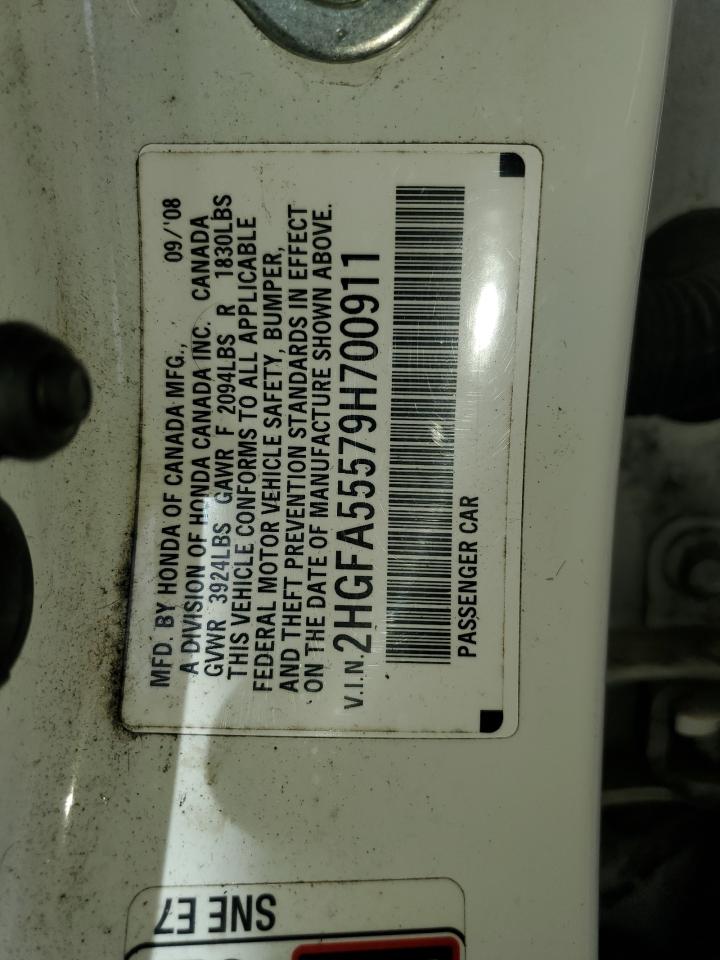 MFD. BY HONDA OF CANADA MFG., 09/'08
A DIVISION OF HONDA CANADA INC. CANADA
GVWR 3924LBS GAWR F 2094LBS R 1830LBS
THIS VEHICLE CONFORMS TO ALL APPLICABLE
FEDERAL MOTOR VEHICLE SAFETY, BUMPER,
AND THEFT PREVENTION STANDARDS IN EFFECT
ON THE DATE OF MANUFACTURE SHOWN ABOVE.
V.I.N. 2HGFA55579H700911
PASSENGER CAR
SNE E7